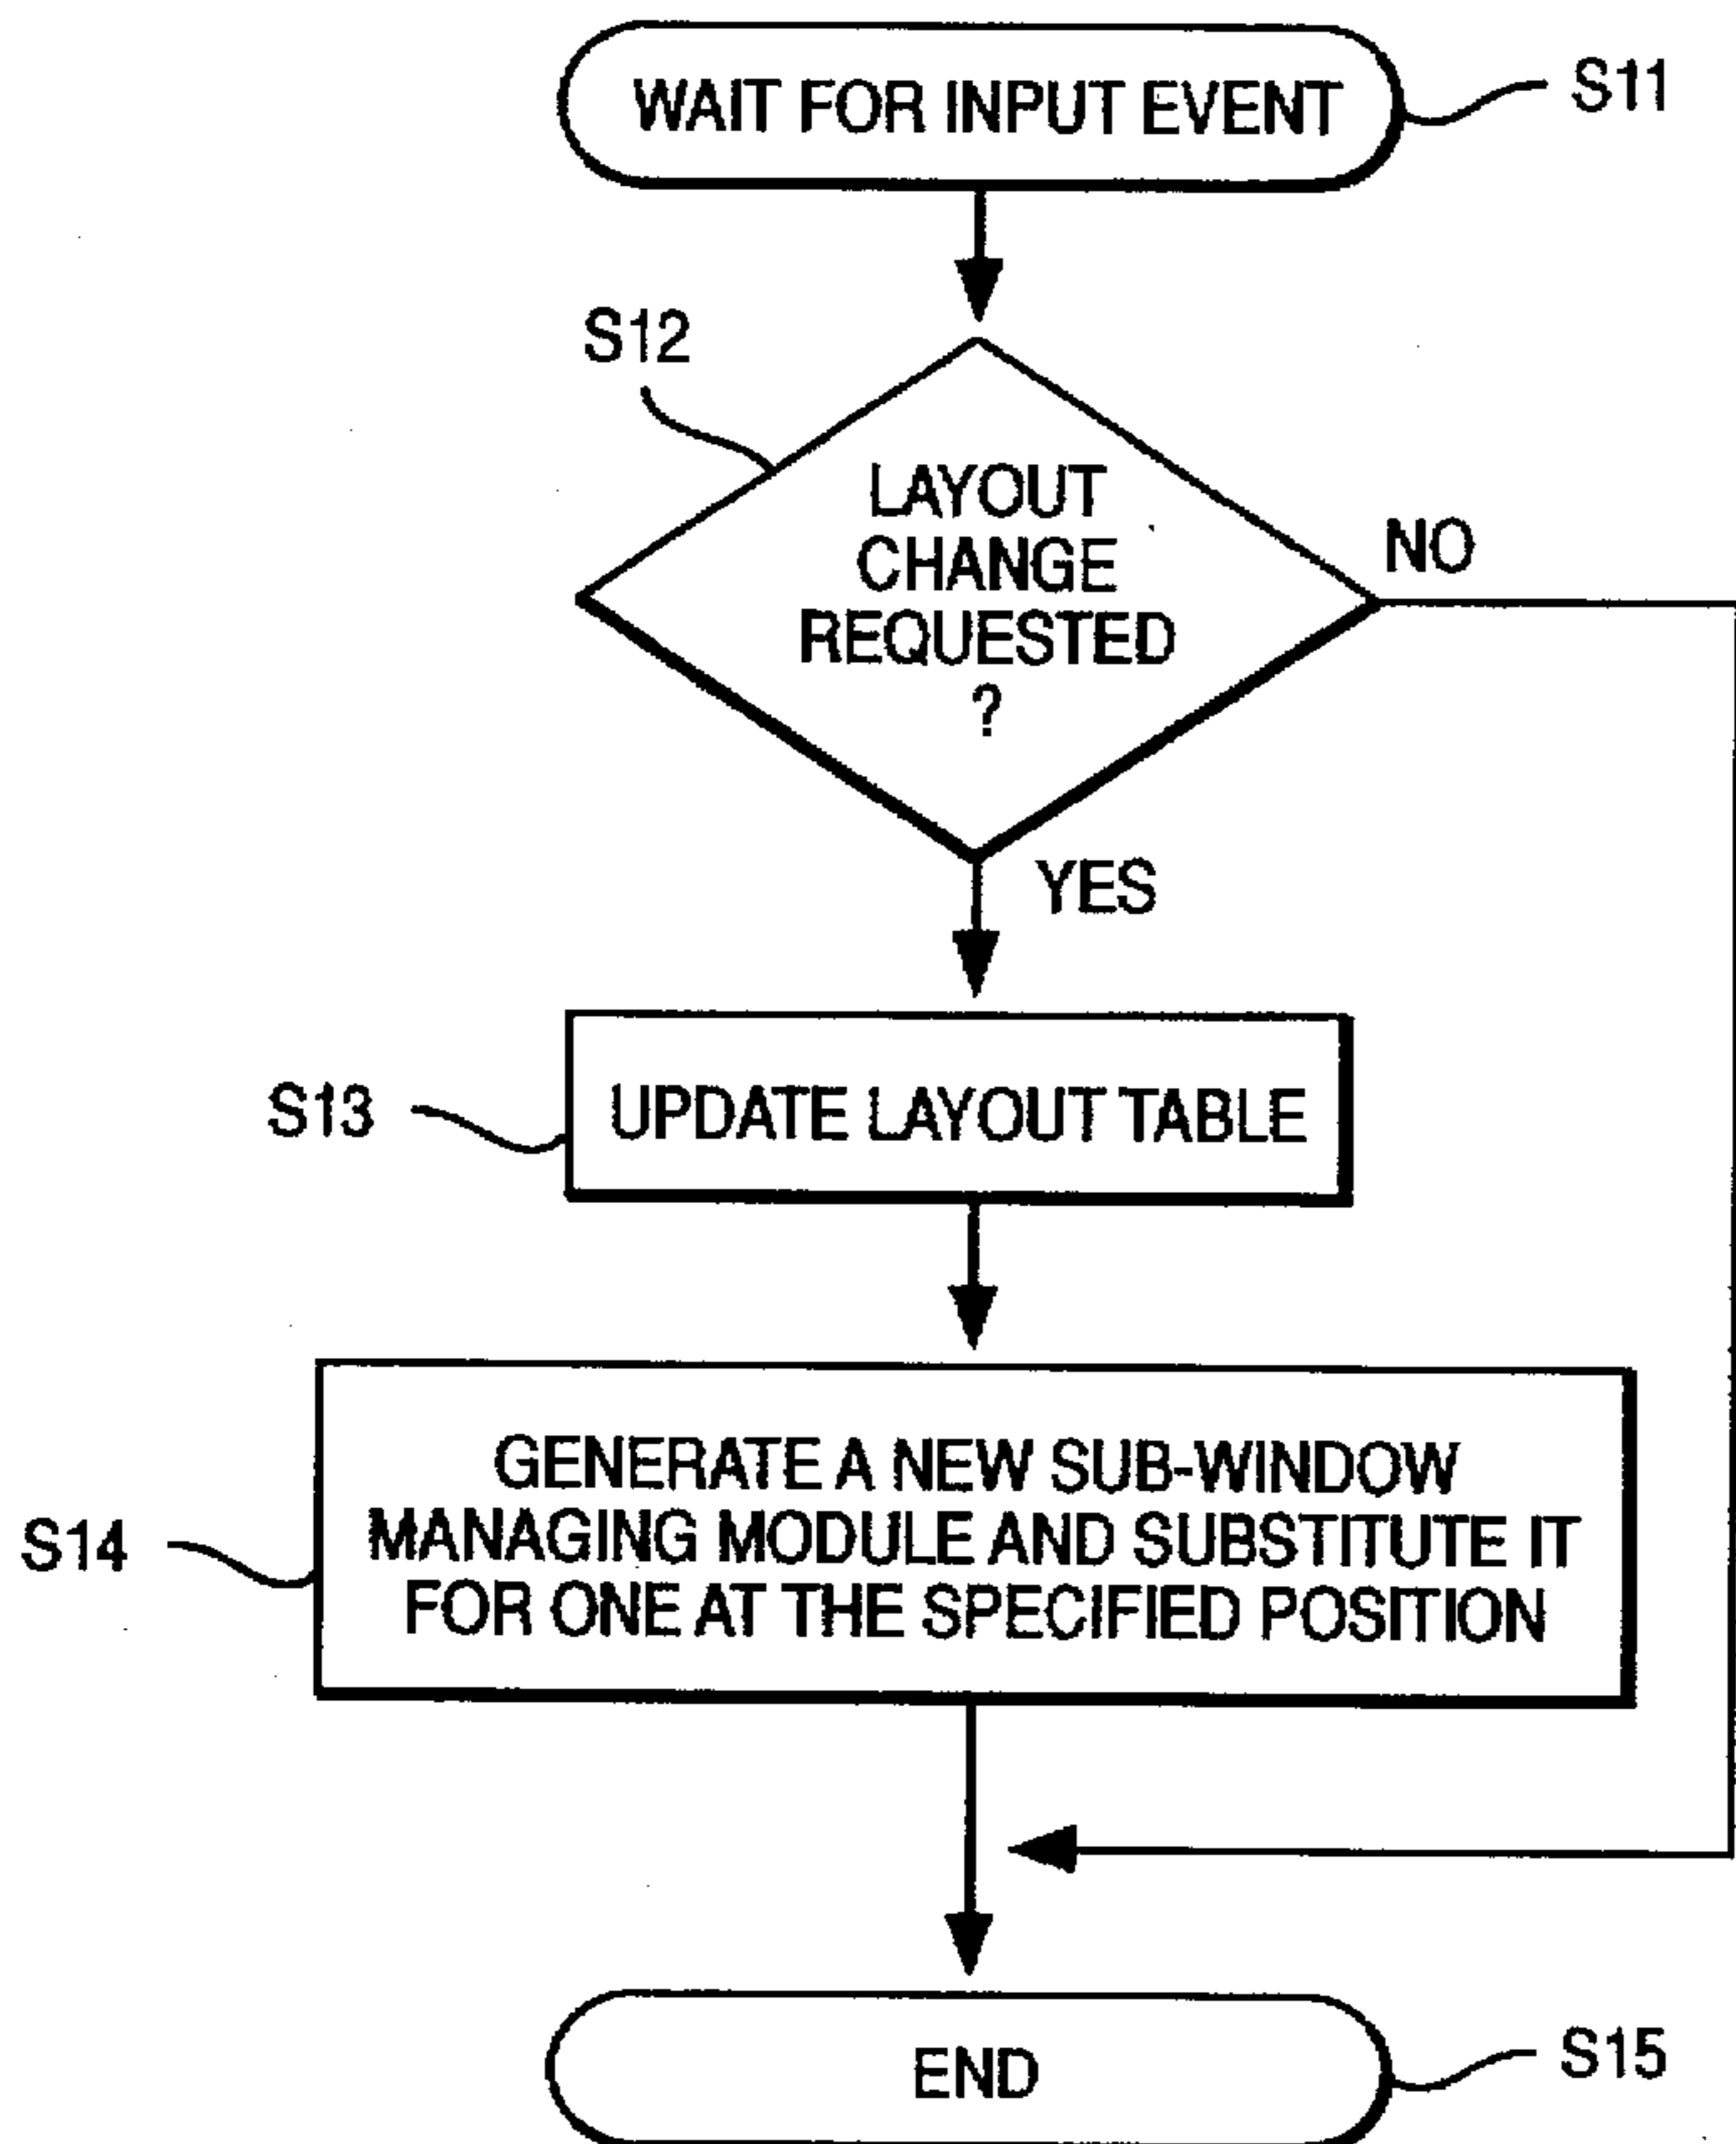 WAIT FOR INPUT EVENT
S11
S12
LAYOUT
CHANGE
REQUESTED
?
NO
YES
S13
UPDATE LAYOUT TABLE
S14
GENERATE A NEW SUB-WINDOW
MANAGING MODULE AND SUBSTITUTE IT
FOR ONE AT THE SPECIFIED POSITION
END
S15